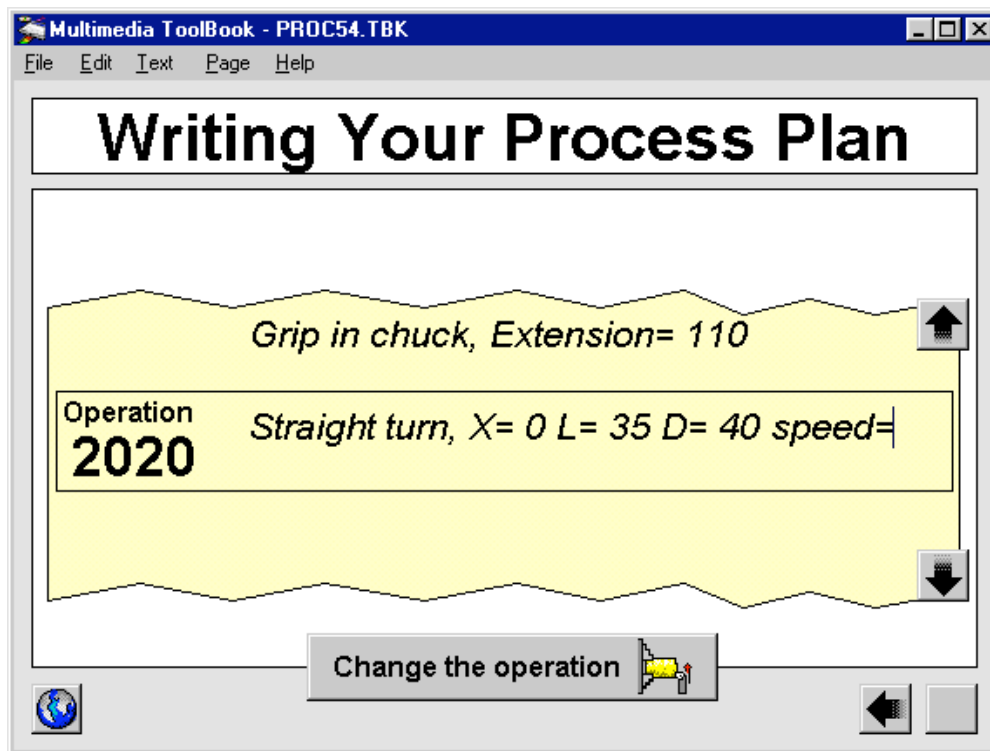 Multimedia ToolBook - PROC54.TBK
File Edit Text Page Help
Writing Your Process Plan
Grip in chuck, Extension= 110
Operation
2020
Straight turn, X= 0 L= 35 D= 40 speed=
Change the operation